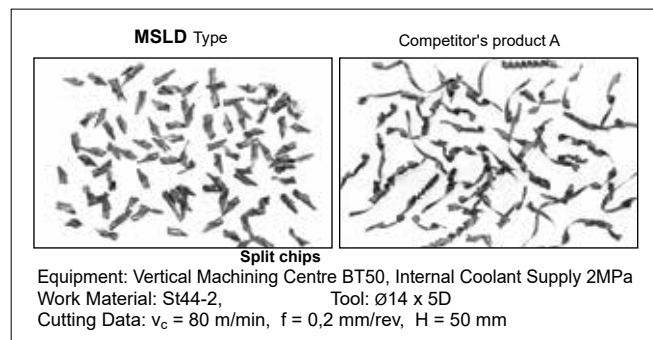 MSLD Type
Competitor's product A
Split chips
Equipment: Vertical Machining Centre BT50, Internal Coolant Supply 2MPa
Work Material: St44-2, Tool: Ø14 x 5D
Cutting Data: vc = 80 m/min, f = 0,2 mm/rev, H = 50 mm